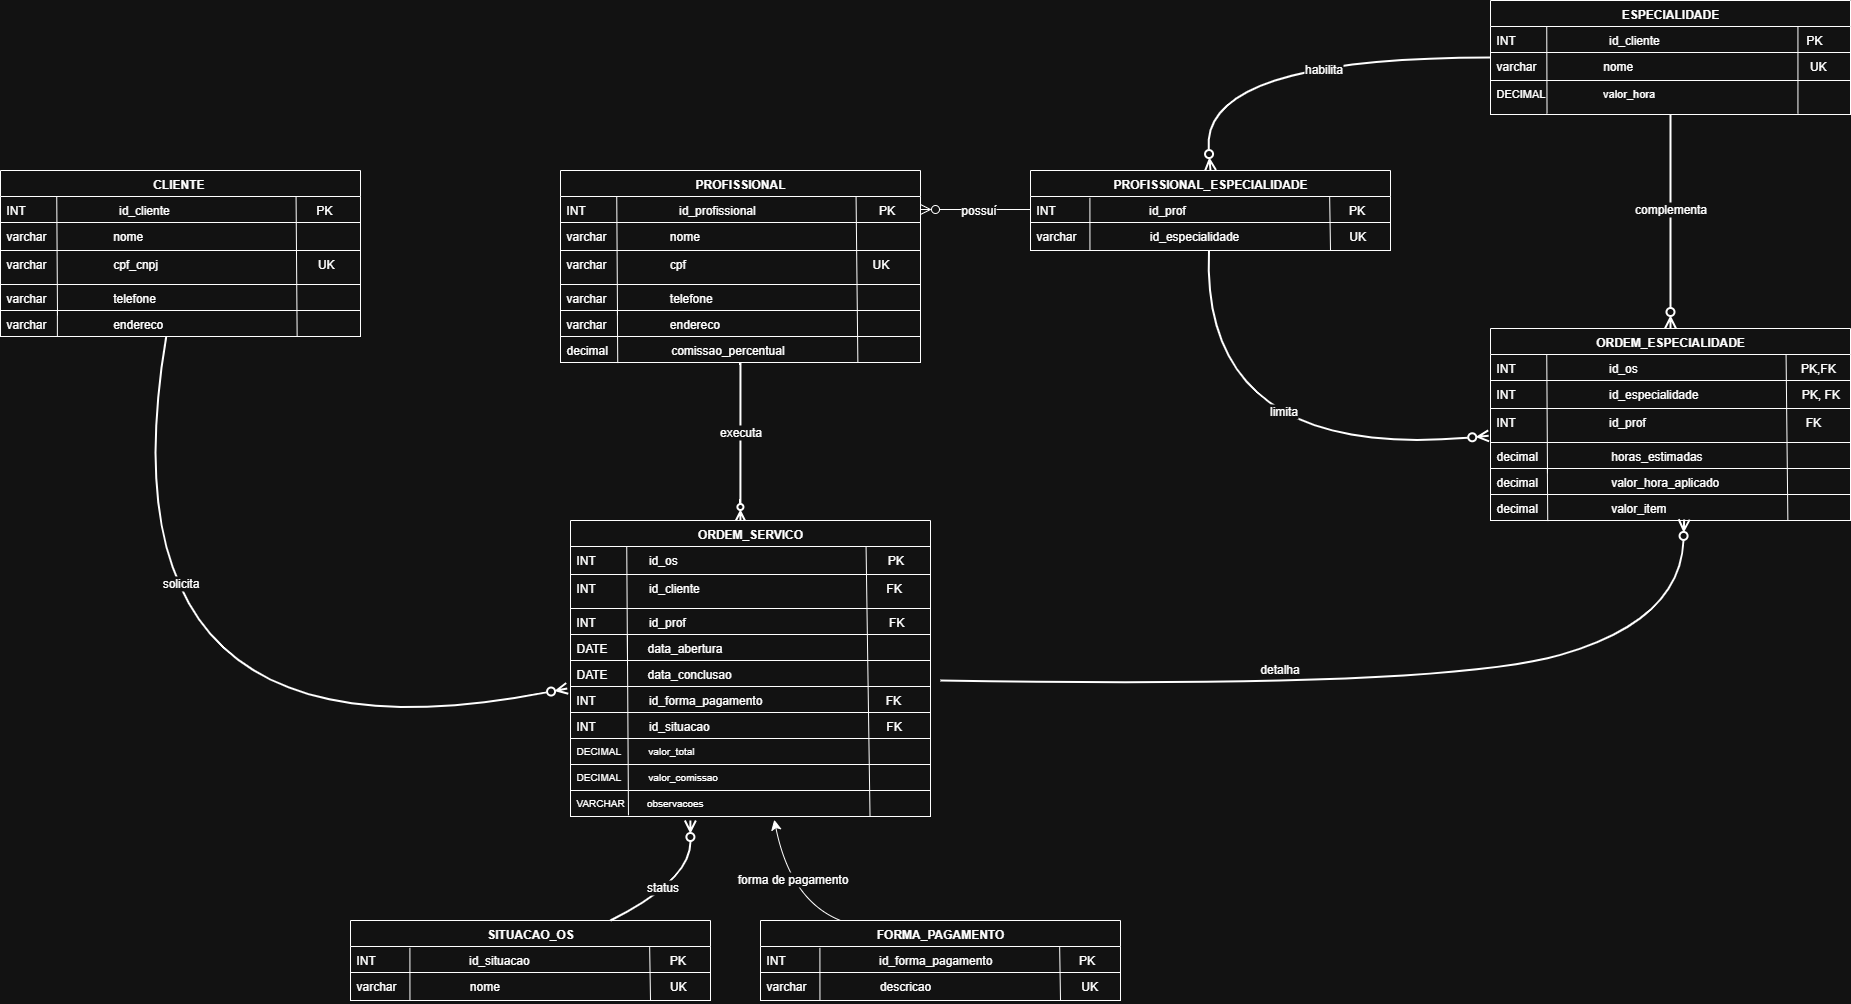 ESPECIALIDADE
INT id_cliente PK
varchar nome UK
DECIMAL valor_hora
habilita
complementa
CLIENTE
INT id_cliente PK
varchar nome
varchar cpf_cnpj UK
varchar telefone
varchar endereco
PROFISSIONAL
INT id_profissional PK
varchar nome
varchar cpf UK
varchar telefone
varchar endereco
decimal comissao_percentual
possuí
PROFISSIONAL_ESPECIALIDADE
INT id_prof PK
varchar id_especialidade UK
limita
executa
ORDEM_ESPECIALIDADE
INT id_os PK,FK
INT id_especialidade PK, FK
INT id_prof FK
decimal horas_estimadas
decimal valor_hora_aplicado
decimal valor_item
solicita
ORDEM_SERVICO
INT id_os PK
INT id_cliente FK
INT id_prof FK
DATE data_abertura
DATE data_conclusao
INT id_forma_pagamento FK
INT id_situacao FK
DECIMAL valor_total
DECIMAL valor_comissao
VARCHAR observacoes
detalha
status
forma de pagamento
SITUACAO_OS
INT id_situacao PK
varchar nome UK
FORMA_PAGAMENTO
INT id_forma_pagamento PK
varchar descricao UK